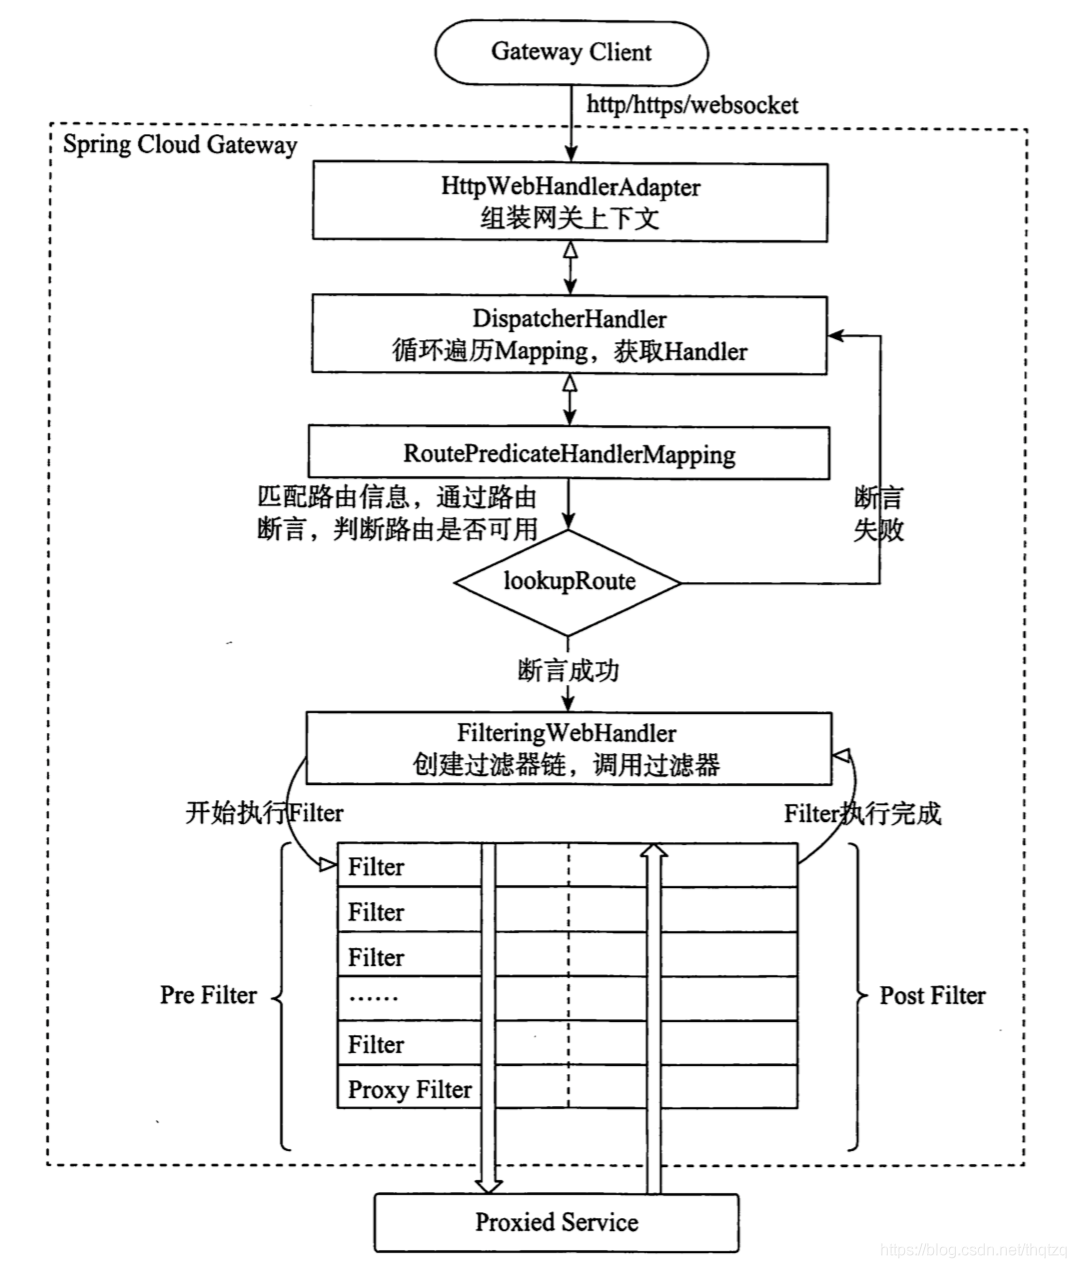 Gateway Client
http/https/websocket
Spring Cloud Gateway
HttpWebHandlerAdapter
组装网关上下文
DispatcherHandler
循环遍历Mapping，获取Handler
RoutePredicateHandlerMapping
匹配路由信息，通过路由
断言，判断路由是否可用
断言
失败
lookupRoute
断言成功
FilteringWebHandler
创建过滤器链，调用过滤器
开始执行Filter
Filter执行完成
Filter
Filter
Filter
……
Filter
Proxy Filter
Pre Filter
Post Filter
Proxied Service
https://blog.csdn.net/thqtzq